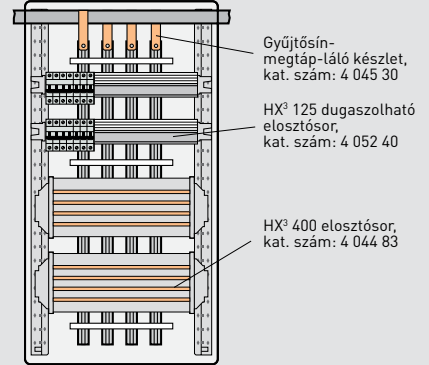 Gyűjtősín-
megtáp-láló készlet,
kat. szám: 4 045 30
HX³ 125 dugaszolható
elosztósor,
kat. szám: 4 052 40
HX³ 400 elosztósor,
kat. szám: 4 044 83